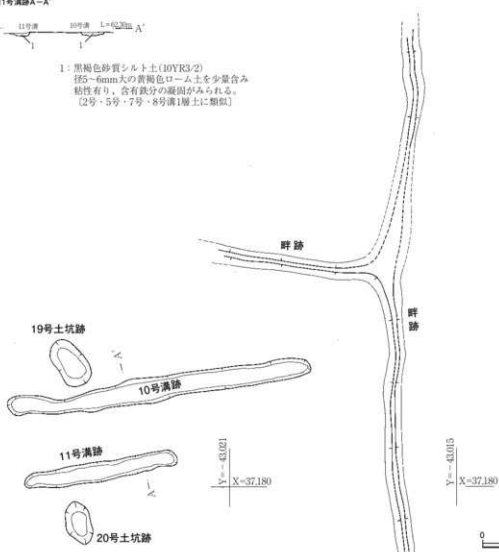 11号溝跡A-A'
11号溝 10号溝 L=62.30m A'
1 1
1：黒褐色砂質シルト土(10YR3/2)
径5~6mm大の黄褐色ローム土を少量含み
粘性有り、含有鉄分の凝固がみられる。
〔2号・5号・7号・8号溝1層土に類似〕
畔跡
畔跡
19号土坑跡
A'
10号溝跡
11号溝跡
A
20号土坑跡
Y=-43.021
X=37.180
Y=-43.015
X=37.180
0